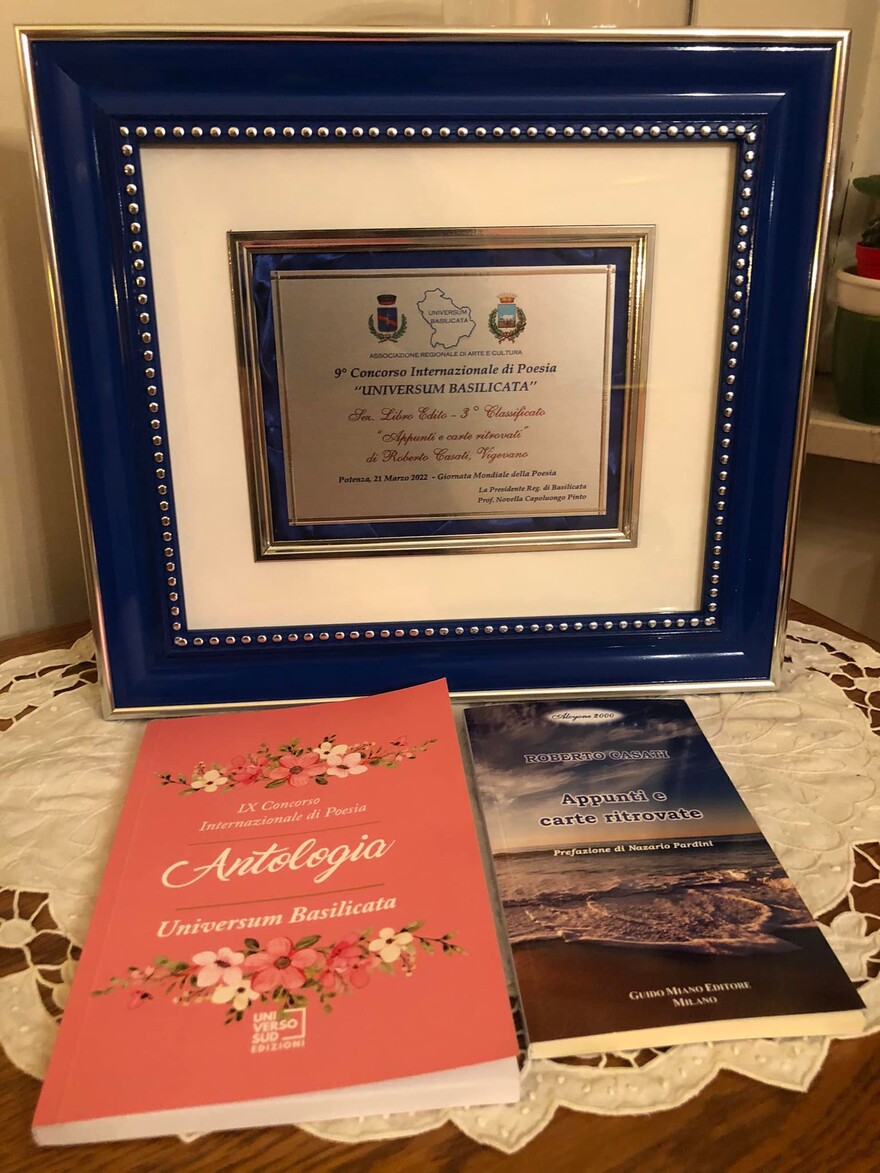 UNIVERSUM
BASILICATA
ASSOCIAZIONE REGIONALE DI ARTE E CULTURA
9° Concorso Internazionale di Poesia
“UNIVERSUM BASILICATA”
Sez. Libro Edito - 3° Classificato
“Appunti e carte ritrovati”
di Roberto Casati, Vigevano
Potenza, 21 Marzo 2022 - Giornata Mondiale della Poesia
La Presidente Reg. di Basilicata
Prof. Novella Capoluongo Pinto
IX Concorso
Internazionale di Poesia
Antologia
Universum Basilicata
UNI
VERSO
SUD
EDIZIONI
Alcyone 2000
ROBERTO CASATI
Appunti e
carte ritrovate
Prefazione di Nazario Pardini
GUIDO MIANO EDITORE
MILANO